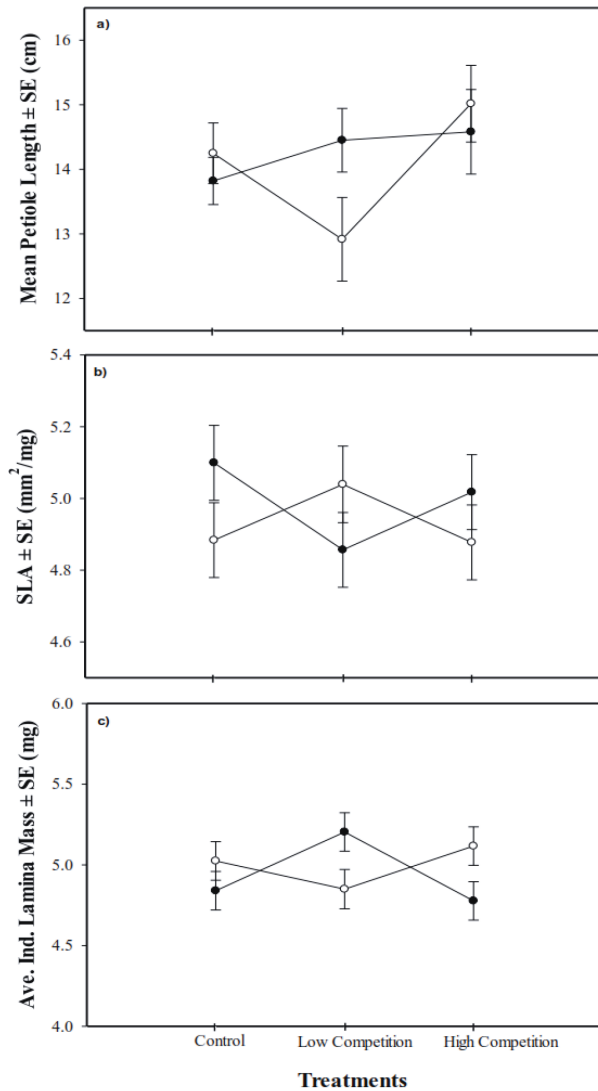 a)
Mean Petiole Length ± SE (cm)
16
15
14
13
12
b)
SLA ± SE (mm²/mg)
5.4
5.2
5.0
4.8
4.6
c)
Ave. Ind. Lamina Mass ± SE (mg)
6.0
5.5
5.0
4.5
4.0
Control Low Competition High Competition
Treatments